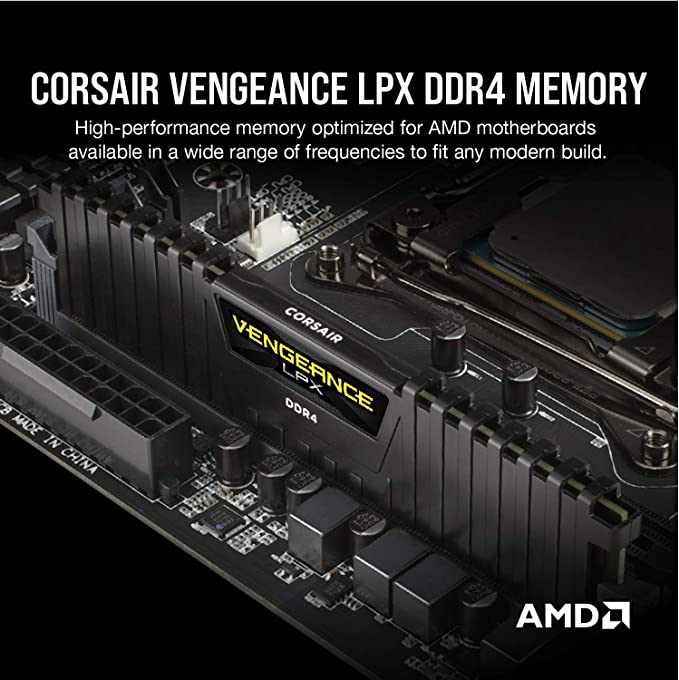 CORSAIR VENGEANCE LPX DDR4 MEMORY
High-performance memory optimized for AMD motherboards
available in a wide range of frequencies to fit any modern build.
CORSAIR
VENGEANCE
LPX
DDR4
MADE IN CHINA
AMD